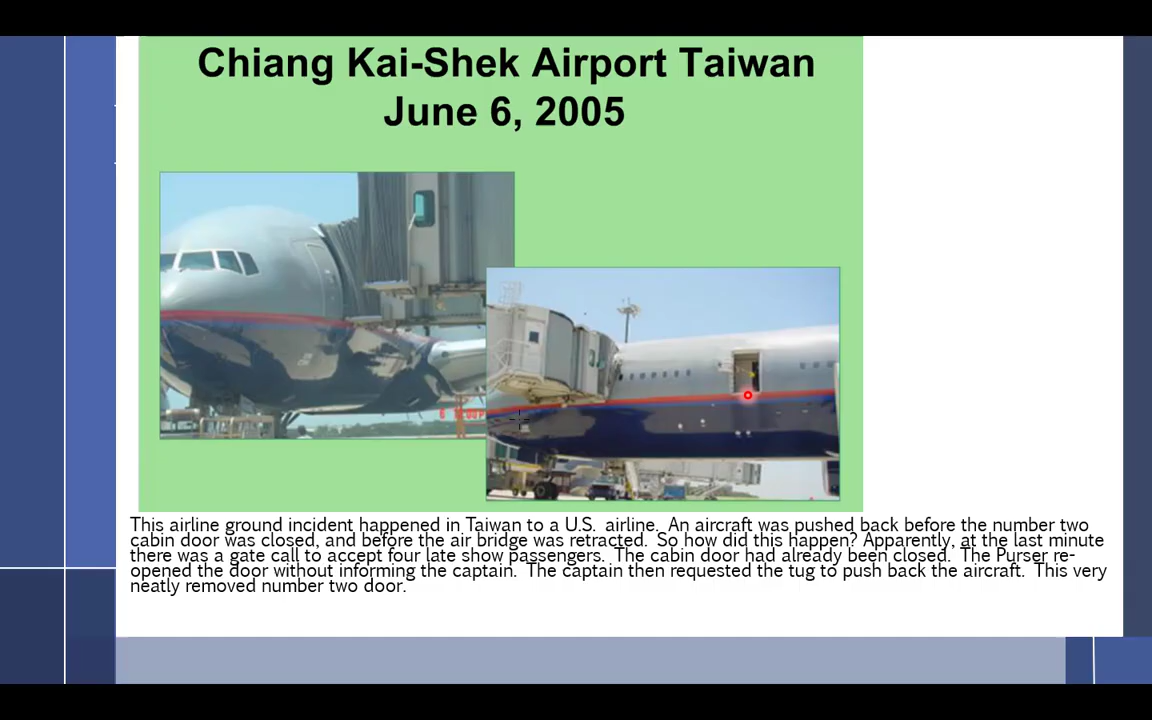 Chiang Kai-Shek Airport Taiwan
June 6, 2005
This airline ground incident happened in Taiwan to a U.S. airline. An aircraft was pushed back before the number two
cabin door was closed, and before the air bridge was retracted. So how did this happen? Apparently, at the last minute
there was a gate call to accept four late show passengers. The cabin door had already been closed. The Purser re-
opened the door without informing the captain. The captain then requested the tug to push back the aircraft. This very
neatly removed number two door.